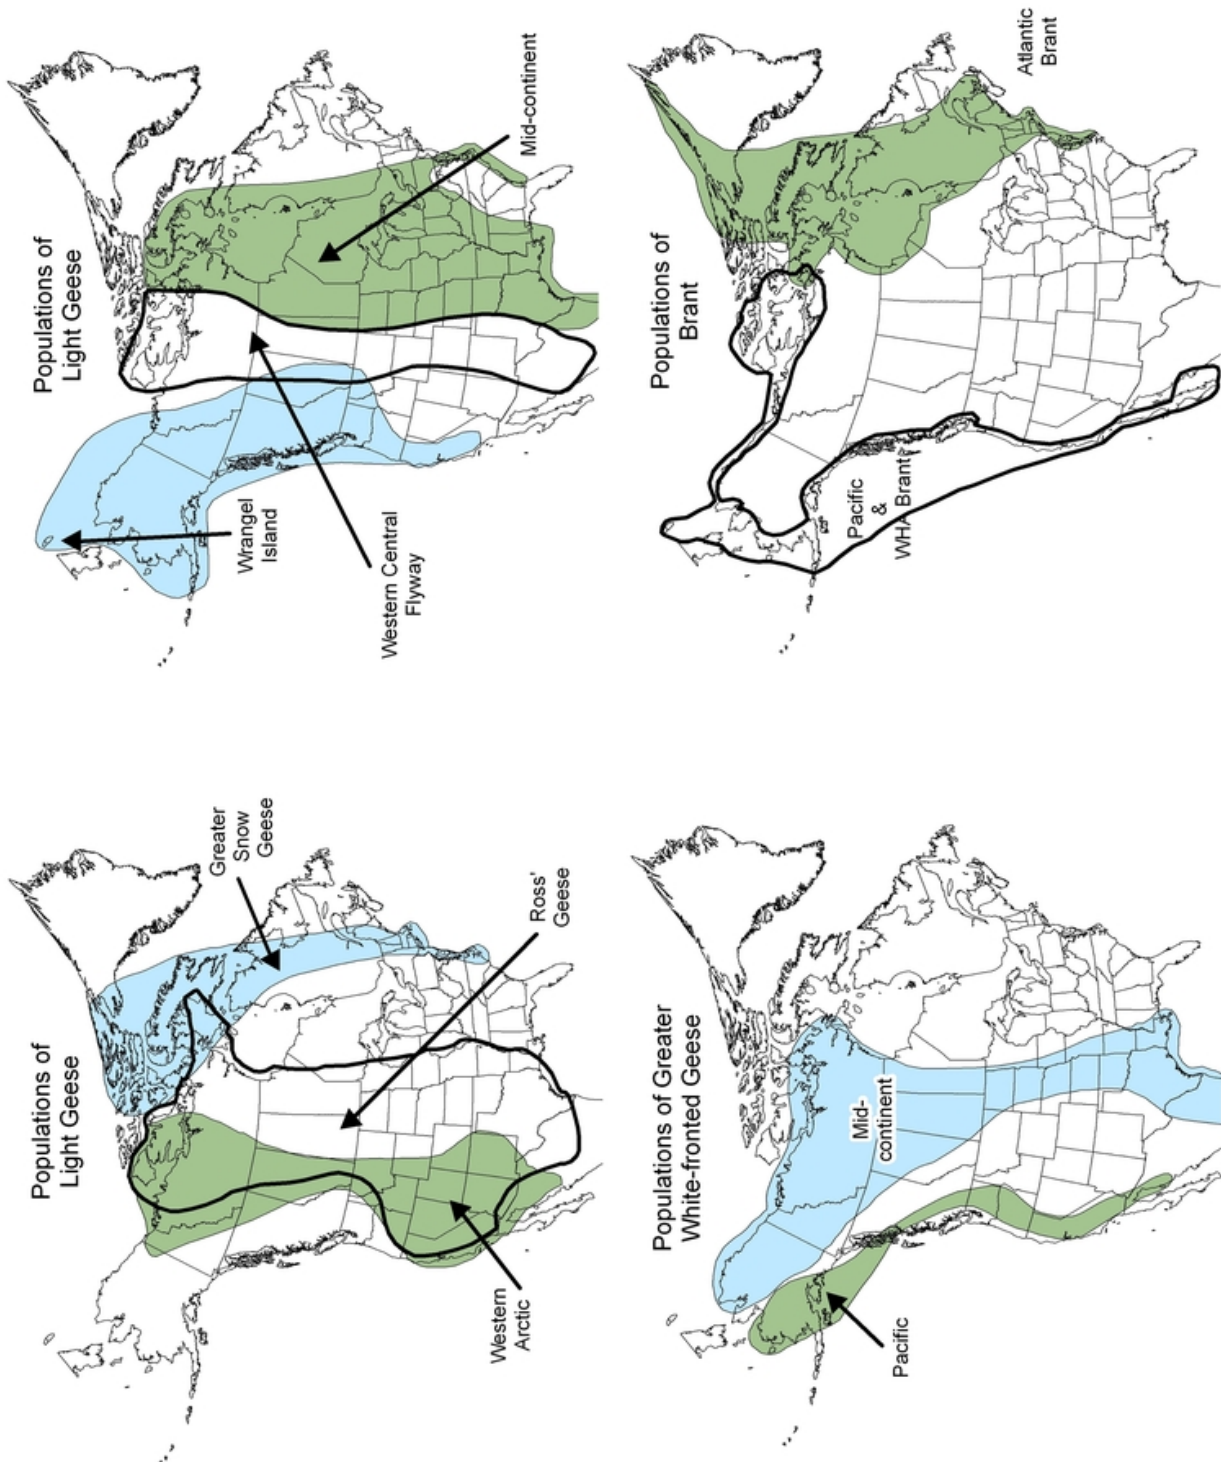 Populations of
Light Geese
Greater
Snow
Geese
Ross'
Geese
Western
Arctic
Populations of
Light Geese
Mid-continent
Wrangel
Island
Western Central
Flyway
Populations of Greater
White-fronted Geese
Mid-
continent
Pacific
Populations of
Brant
Atlantic
Brant
Pacific
&
WHA Brant